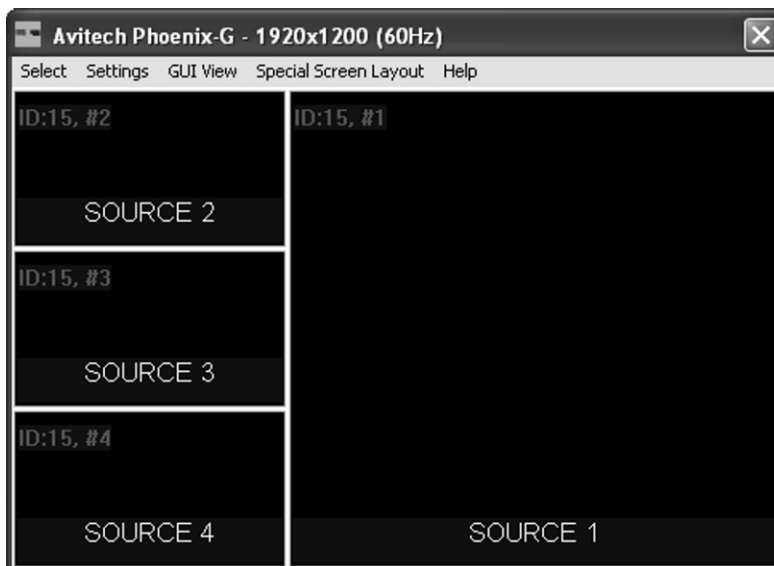 Avitech Phoenix-G - 1920x1200 (60Hz)
Select Settings GUI View Special Screen Layout Help
ID:15, #2
SOURCE 2
ID:15, #3
SOURCE 3
ID:15, #4
SOURCE 4
ID:15, #1
SOURCE 1